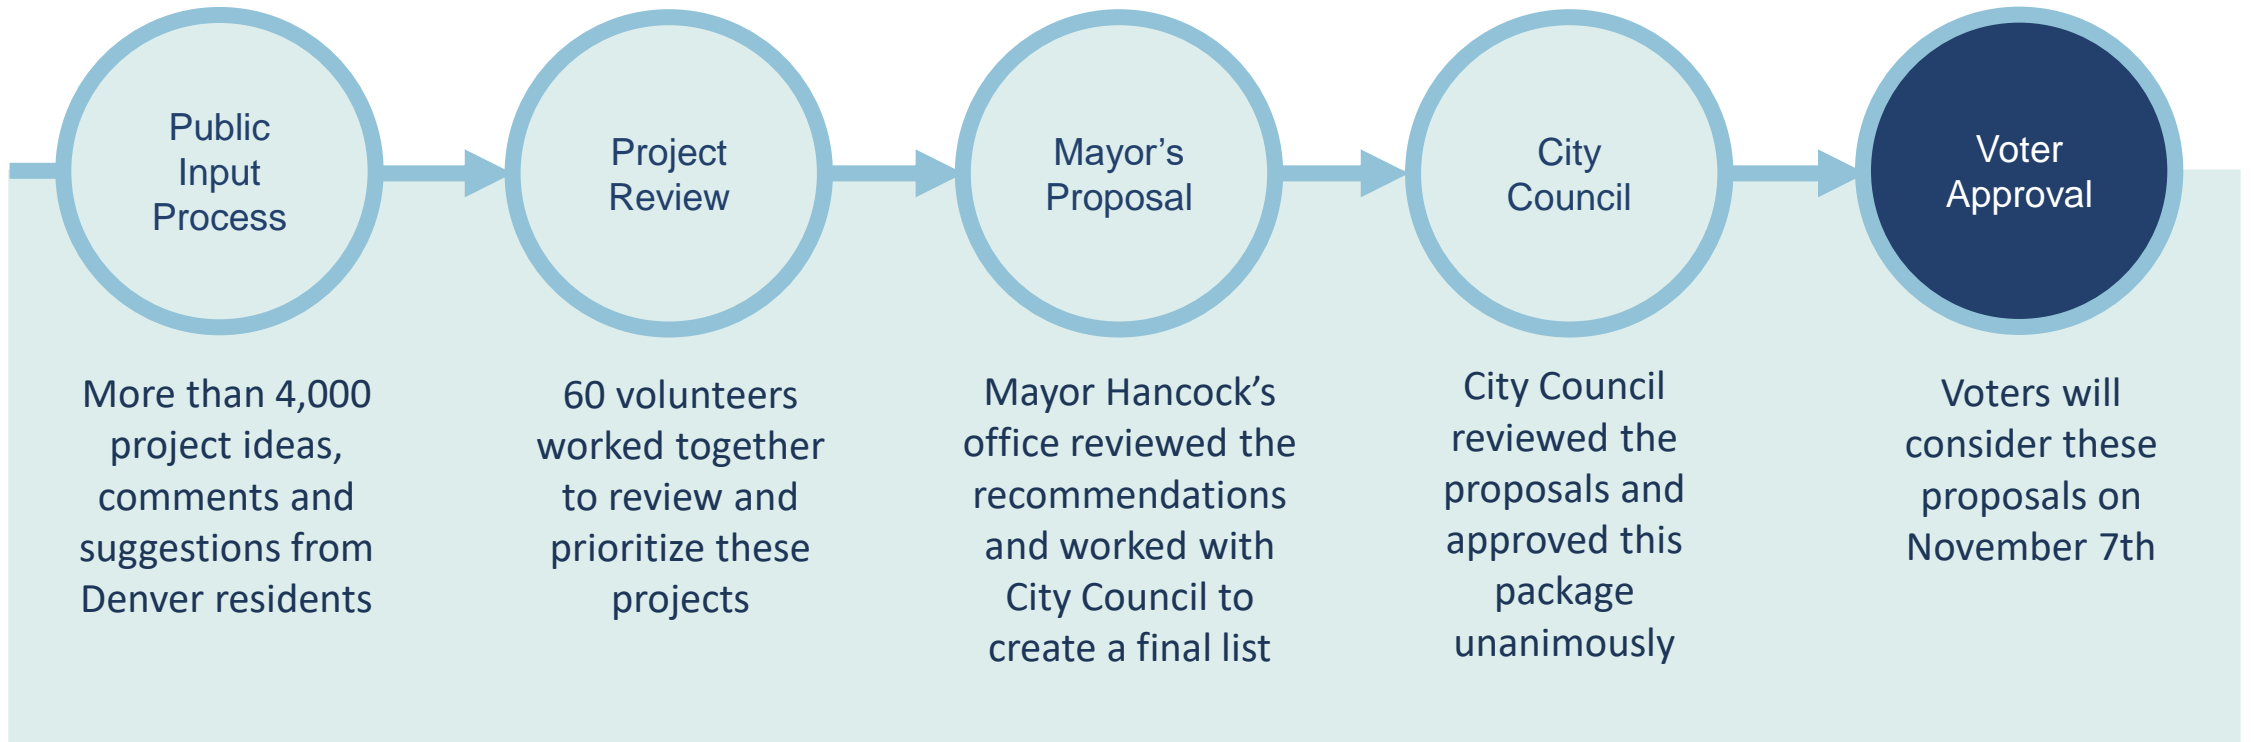 Public
Input
Process
Project
Review
Mayor’s
Proposal
City
Council
Voter
Approval
More than 4,000
project ideas,
comments and
suggestions from
Denver residents
60 volunteers
worked together
to review and
prioritize these
projects
Mayor Hancock’s
office reviewed the
recommendations
and worked with
City Council to
create a final list
City Council
reviewed the
proposals and
approved this
package
unanimously
Voters will
consider these
proposals on
November 7th